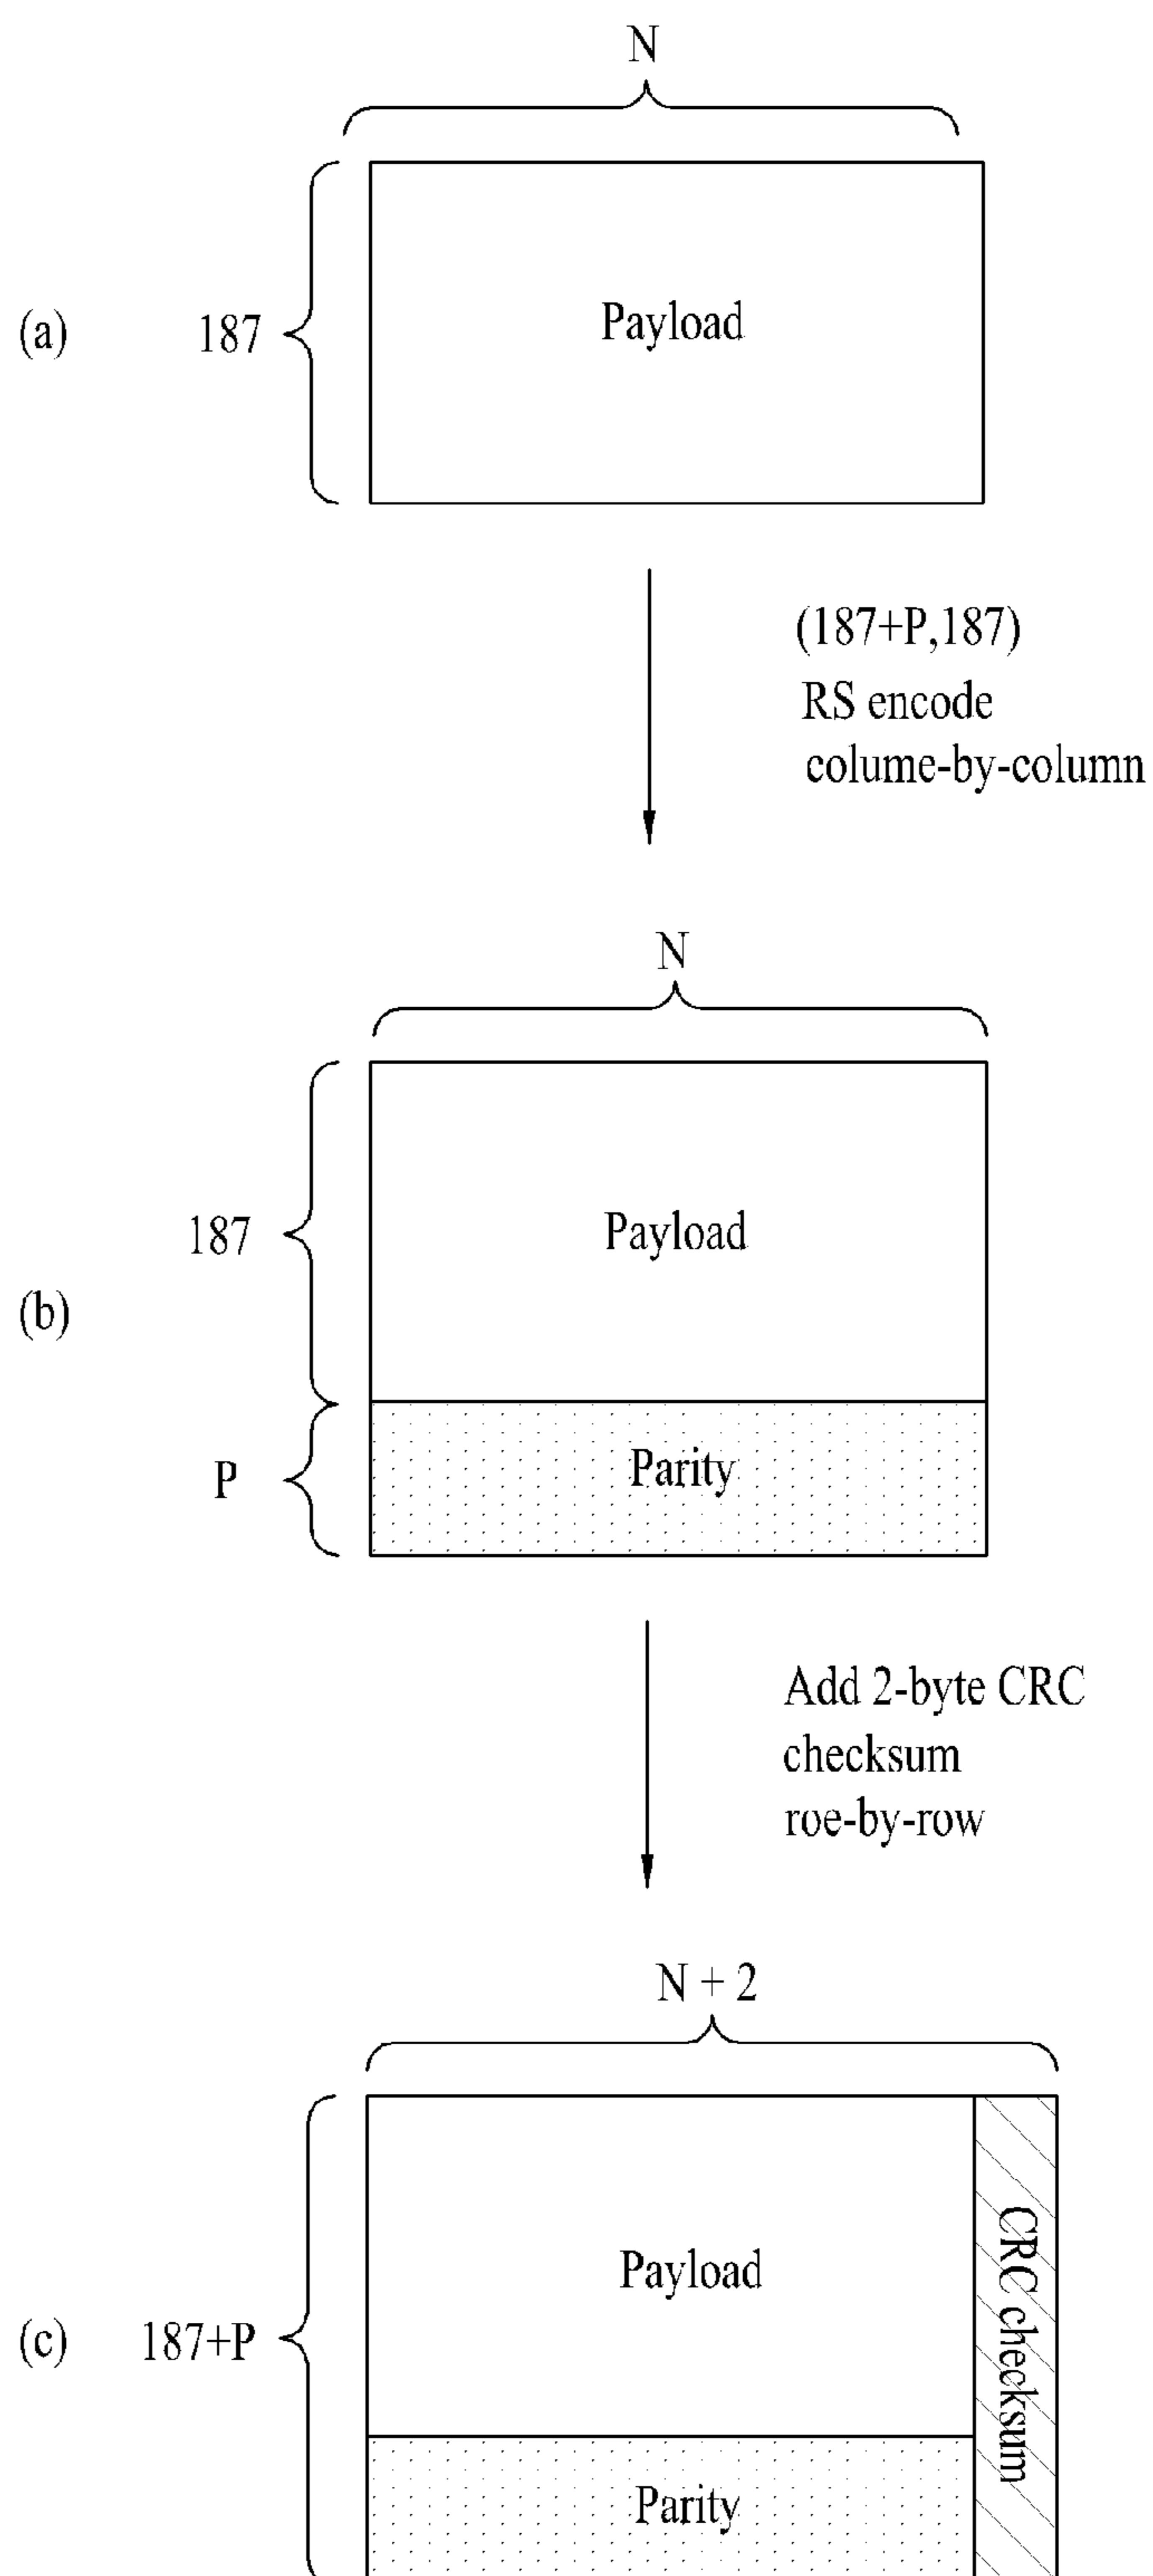 N
(a)
187
Payload
(187+P,187)
RS encode
colume-by-column
N
187
Payload
(b)
P
Parity
Add 2-byte CRC
checksum
roe-by-row
N + 2
Payload
CRC checksum
(c)
187+P
Parity